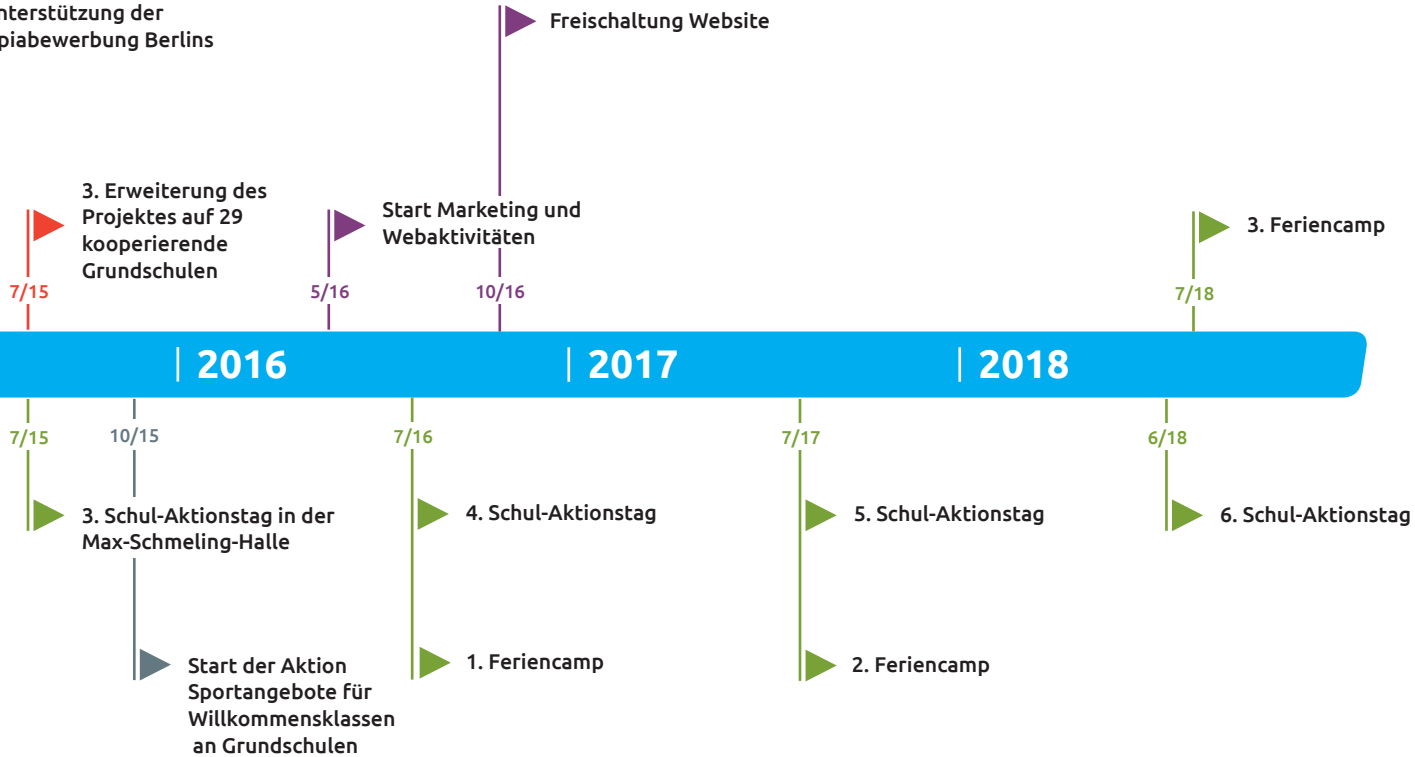 nterstützung der
piabewerbung Berlins
Freischaltung Website
3. Erweiterung des
Projektes auf 29
kooperierende
Grundschulen
Start Marketing und
Webaktivitäten
3. Feriencamp
7/15
5/16
10/16
7/18
2016
2017
2018
7/15
10/15
7/16
7/17
6/18
3. Schul-Aktionstag in der
Max-Schmeling-Halle
4. Schul-Aktionstag
5. Schul-Aktionstag
6. Schul-Aktionstag
Start der Aktion
Sportangebote für
Willkommensklassen
an Grundschulen
1. Feriencamp
2. Feriencamp